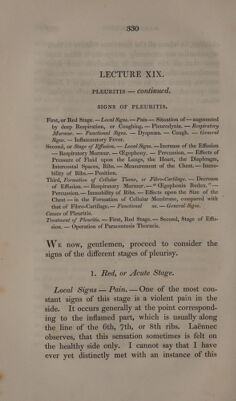 330
LECTURE XIX.
PLEURITIS — continued.
SIGNS OF PLEURITIS.
First, or Red Stage. — Local Signs. — Pain — Situation of — augmented
by deep Respiration, or Coughing. — Pleurodynia. — Respiratory
Murmur. — Functional Signs. — Dyspnœa. — Cough. — General
Signs. — Inflammatory Fever.
Second, or Stage of Effusion. — Local Signs. — Increase of the Effusion
— Respiratory Murmur. — Œgophony. — Percussion. — Effects of
Pressure of Fluid upon the Lungs, the Heart, the Diaphragm,
Intercostal Spaces, Ribs. — Measurement of the Chest. — Immo-
bility of Ribs. — Position.
Third, Formation of Cellular Tissue, or Fibro-Cartilage. — Decrease
of Effusion. — Respiratory Murmur. — "Œgophonia Redux." —
Percussion. — Immobility of Ribs. — Effects upon the Size of the
Chest — in the Formation of Cellular Membrane, compared with
that of Fibro-Cartilage. — Functional — General Signs.
Causes of Pleuritis.
Treatment of Pleuritis. — First, Red Stage. — Second, Stage of Effu-
sion. — Operation of Paracentesis Thoracis.
WE now, gentlemen, proceed to consider the
signs of the different stages of pleurisy.
1. Red, or Acute Stage.
Local Signs — Pain. — One of the most con-
stant signs of this stage is a violent pain in the
side. It occurs generally at the point correspond-
ing to the inflamed part, which is usually along
the line of the 6th, 7th, or 8th ribs. Laënnec
observes, that this sensation sometimes is felt on
the healthy side only. I cannot say that I have
ever yet distinctly met with an instance of this